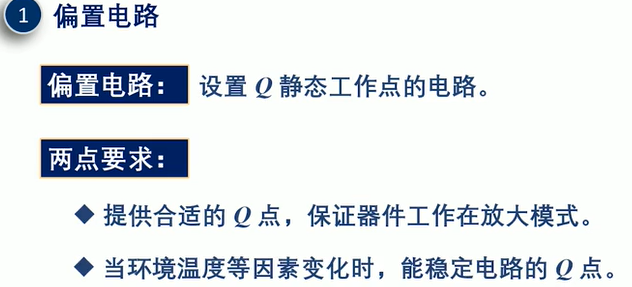 1 偏置电路
偏置电路： 设置 Q 静态工作点的电路。
两点要求：
◆ 提供合适的 Q 点，保证器件工作在放大模式。
◆ 当环境温度等因素变化时，能稳定电路的 Q 点。